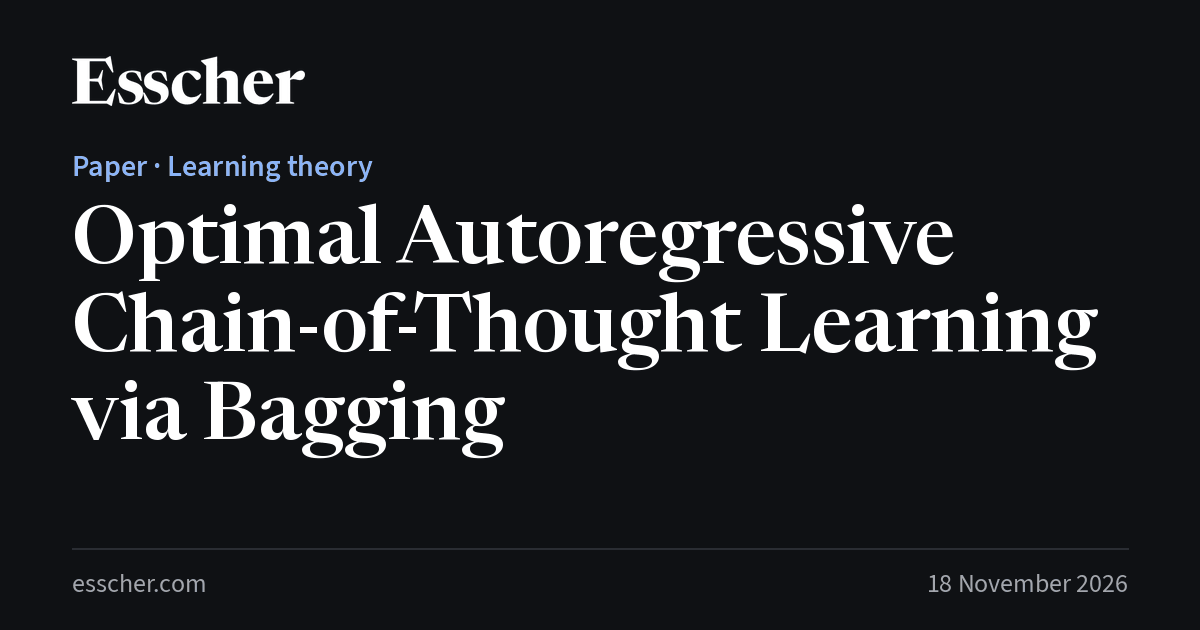 Esscher
Paper · Learning theory
Optimal Autoregressive
Chain-of-Thought Learning
via Bagging
esscher.com
18 November 2026